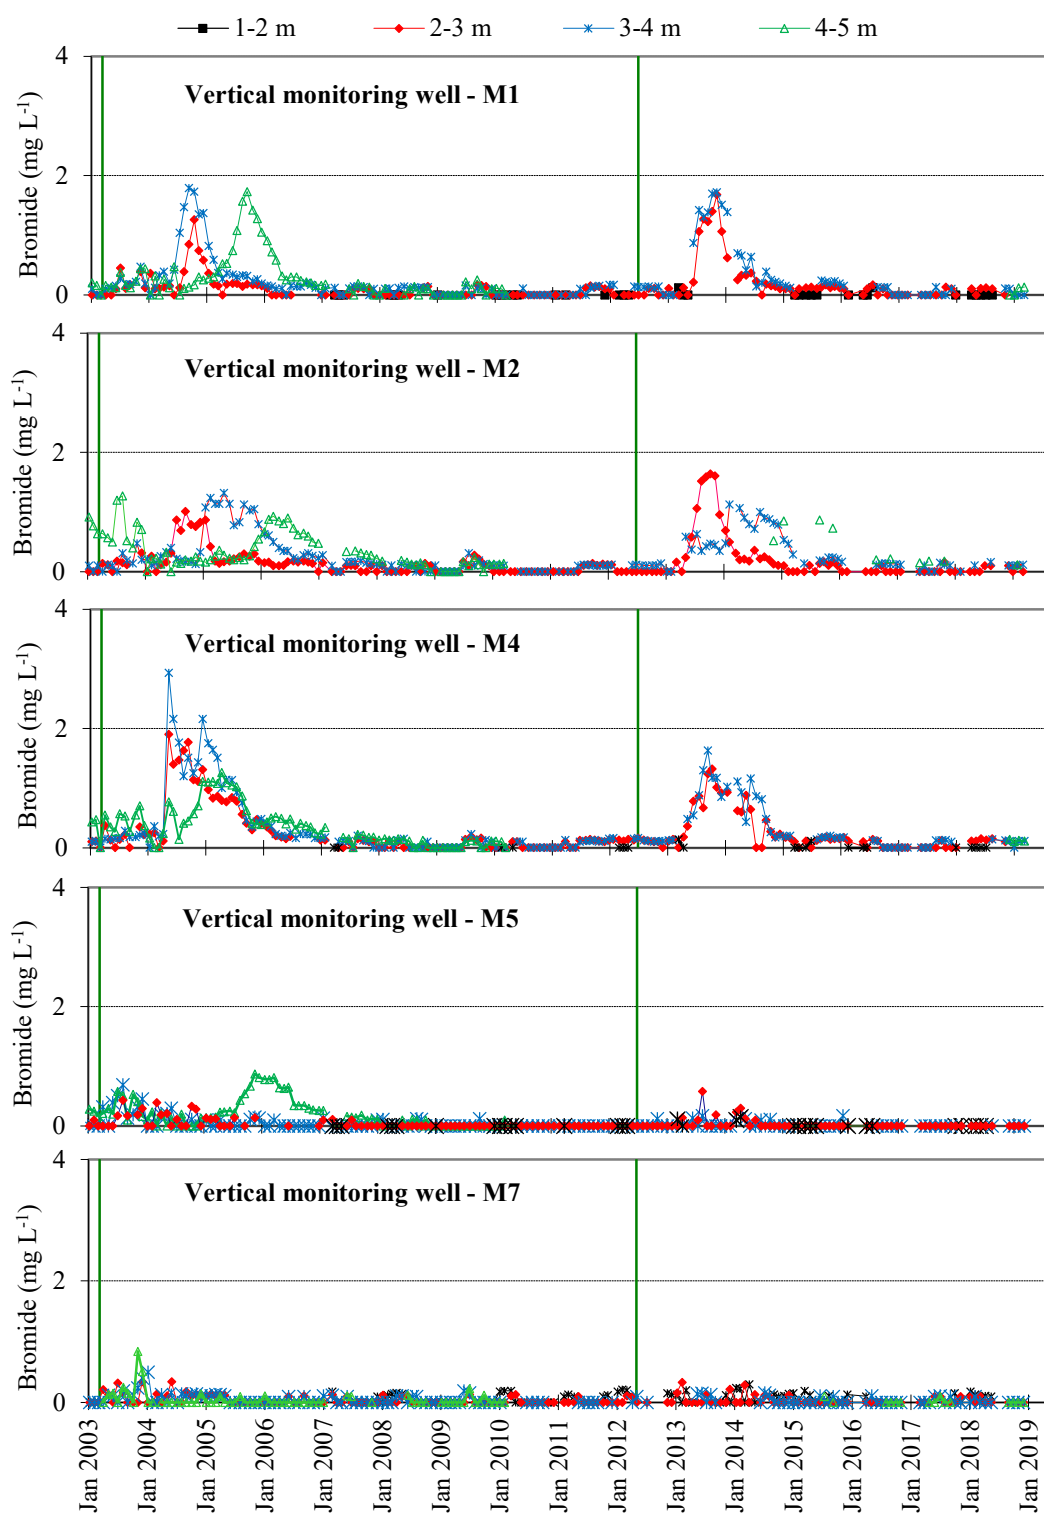 1-2 m 2-3 m 3-4 m 4-5 m
4
Vertical monitoring well - M1
2
Bromide (mg L-1)
0
4
Vertical monitoring well - M2
2
Bromide (mg L-1)
0
4
Vertical monitoring well - M4
2
Bromide (mg L-1)
0
4
Vertical monitoring well - M5
2
Bromide (mg L-1)
0
4
Vertical monitoring well - M7
2
Bromide (mg L-1)
0
Jan 2003
Jan 2004
Jan 2005
Jan 2006
Jan 2007
Jan 2008
Jan 2009
Jan 2010
Jan 2011
Jan 2012
Jan 2013
Jan 2014
Jan 2015
Jan 2016
Jan 2017
Jan 2018
Jan 2019